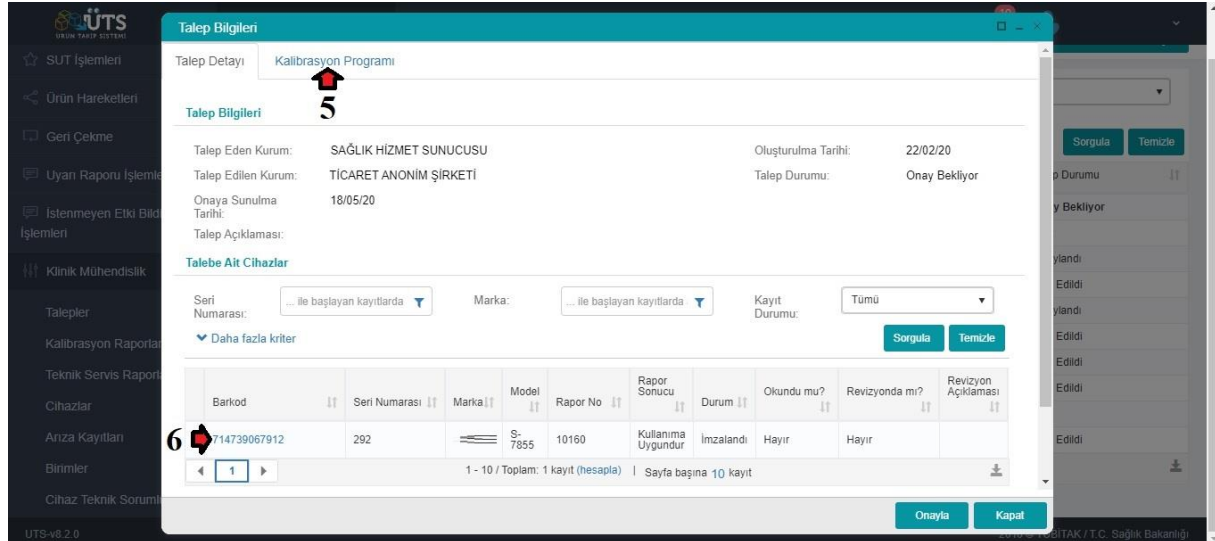 ÜTS
ÜRÜN TAKİP SİSTEMİ
SUT İşlemleri
Ürün Hareketleri
Geri Çekme
Uyarı Raporu İşlemle
İstenmeyen Etki Bild
İşlemleri
Klinik Mühendislik
Talepler
Kalibrasyon Raporlar
Teknik Servis Raporl
Cihazlar
Arıza Kayıtları
Birimler
Cihaz Teknik Soruml
UTS-v8.2.0
Talep Bilgileri
Talep Detayı Kalibrasyon Programı
5
Talep Bilgileri
Talep Eden Kurum: SAĞLIK HİZMET SUNUCUSU Oluşturulma Tarihi: 22/02/20
Talep Edilen Kurum: TİCARET ANONİM ŞİRKETİ Talep Durumu: Onay Bekliyor
Onaya Sunulma
Tarihi: 18/05/20
Talep Açıklaması:
Talebe Ait Cihazlar
Seri
Numarası: ... ile başlayan kayıtlarda Marka: ... ile başlayan kayıtlarda Kayıt
Durumu: Tümü
Daha fazla kriter Sorgula Temizle
Barkod Seri Numarası Marka Model Rapor No Rapor
Sonucu Durum Okundu mu? Revizyonda mı? Revizyon
Açıklaması
6 714739067912 292 S-
7855 10160 Kullanıma
Uygundur İmzalandı Hayır Hayır
1 1 - 10 / Toplam: 1 kayıt (hesapla) | Sayfa başına 10 kayıt
Onayla Kapat
Sorgula Temizle
p Durumu
y Bekliyor
ylandı
Edildi
ylandı
Edildi
Edildi
Edildi
Edildi
TÜBİTAK / T.C. Sağlık Bakanlığı